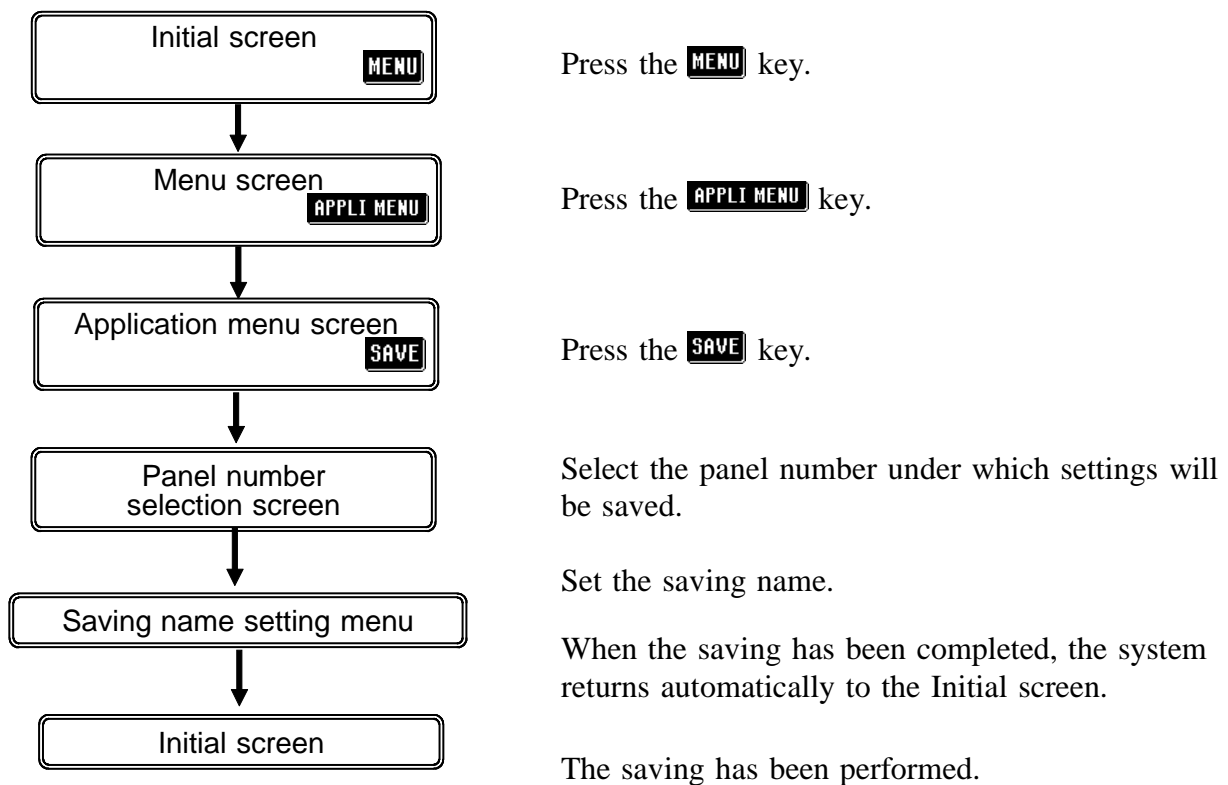 Initial screen
MENU
Press the MENU key.
Menu screen
APPLI MENU
Press the APPLI MENU key.
Application menu screen
SAVE
Press the SAVE key.
Panel number
selection screen
Select the panel number under which settings will
be saved.
Set the saving name.
Saving name setting menu
When the saving has been completed, the system
returns automatically to the Initial screen.
Initial screen
The saving has been performed.